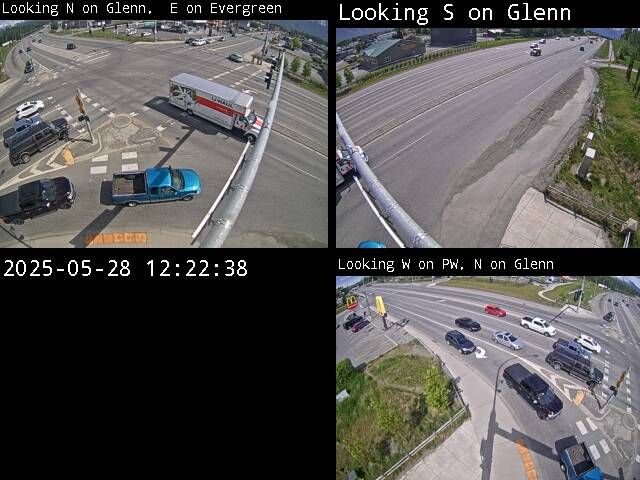 Looking N on Glenn,  E on Evergreen
Looking S on Glenn
U-HAUL
2025-05-28 12:22:38
Looking W on PW, N on Glenn